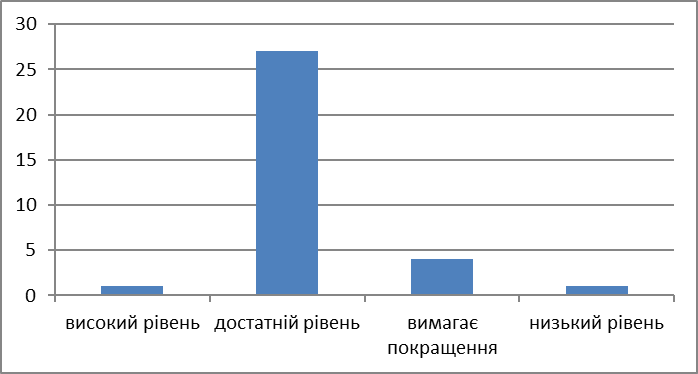 30
25
20
15
10
5
0
високий рівень
достатній рівень
вимагає
покращення
низький рівень